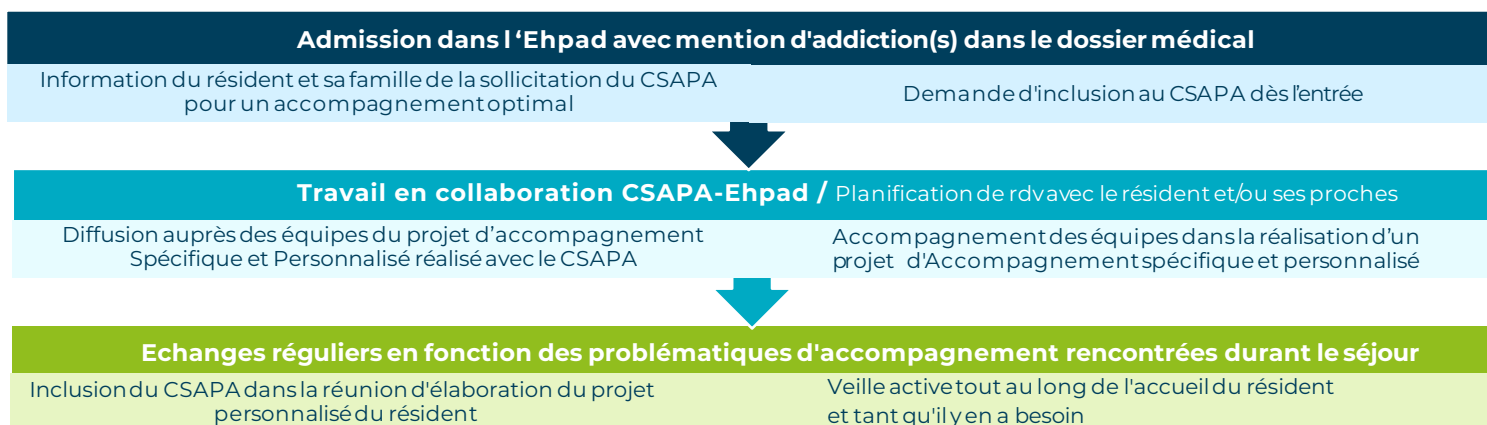 Admission dans l ‘Ehpad avec mention d'addiction(s) dans le dossier médical
Information du résident et sa famille de la sollicitation du CSAPA
pour un accompagnement optimal
Demande d'inclusion au CSAPA dès l'entrée
Travail en collaboration CSAPA-Ehpad / Planification de rdv avec le résident et/ou ses proches
Diffusion auprès des équipes du projet d’accompagnement
Spécifique et Personnalisé réalisé avec le CSAPA
Accompagnement des équipes dans la réalisation d’un
projet d'Accompagnement spécifique et personnalisé
Echanges réguliers en fonction des problématiques d'accompagnement rencontrées durant le séjour
Inclusion du CSAPA dans la réunion d'élaboration du projet
personnalisé du résident
Veille active tout au long de l'accueil du résident
et tant qu'il y en a besoin